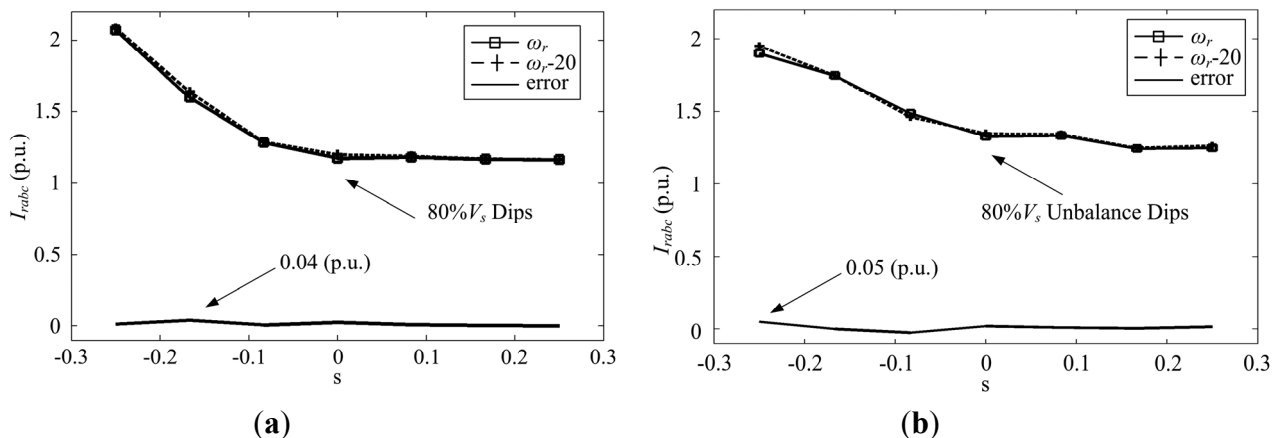 2
1.5
1
0.5
0
-0.3
-0.2
-0.1
0
0.1
0.2
0.3
I_rabc (p.u.)
s
ω_r
ω_r-20
error
80%V_s Dips
0.04 (p.u.)
(a)
2
1.5
1
0.5
0
-0.3
-0.2
-0.1
0
0.1
0.2
0.3
I_rabc (p.u.)
s
ω_r
ω_r-20
error
80%V_s Unbalance Dips
0.05 (p.u.)
(b)